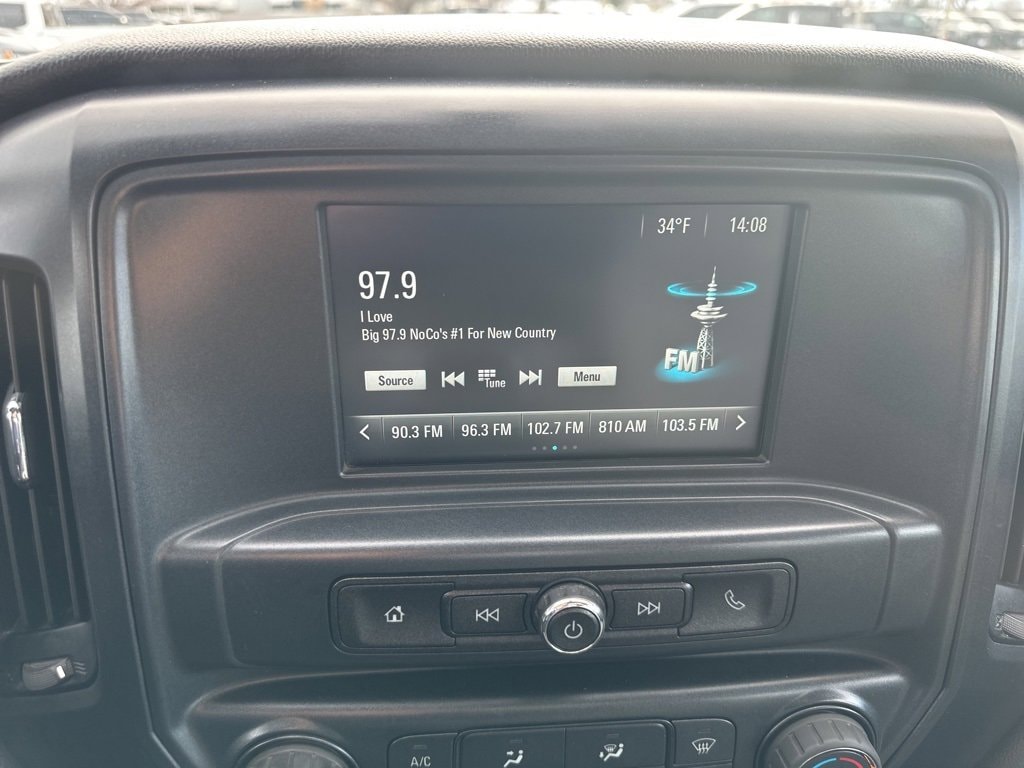 34°F 14:08
97.9
I Love
Big 97.9 NoCo's #1 For New Country
FM
Source Tune Menu
< 90.3 FM 96.3 FM 102.7 FM 810 AM 103.5 FM >
A/C